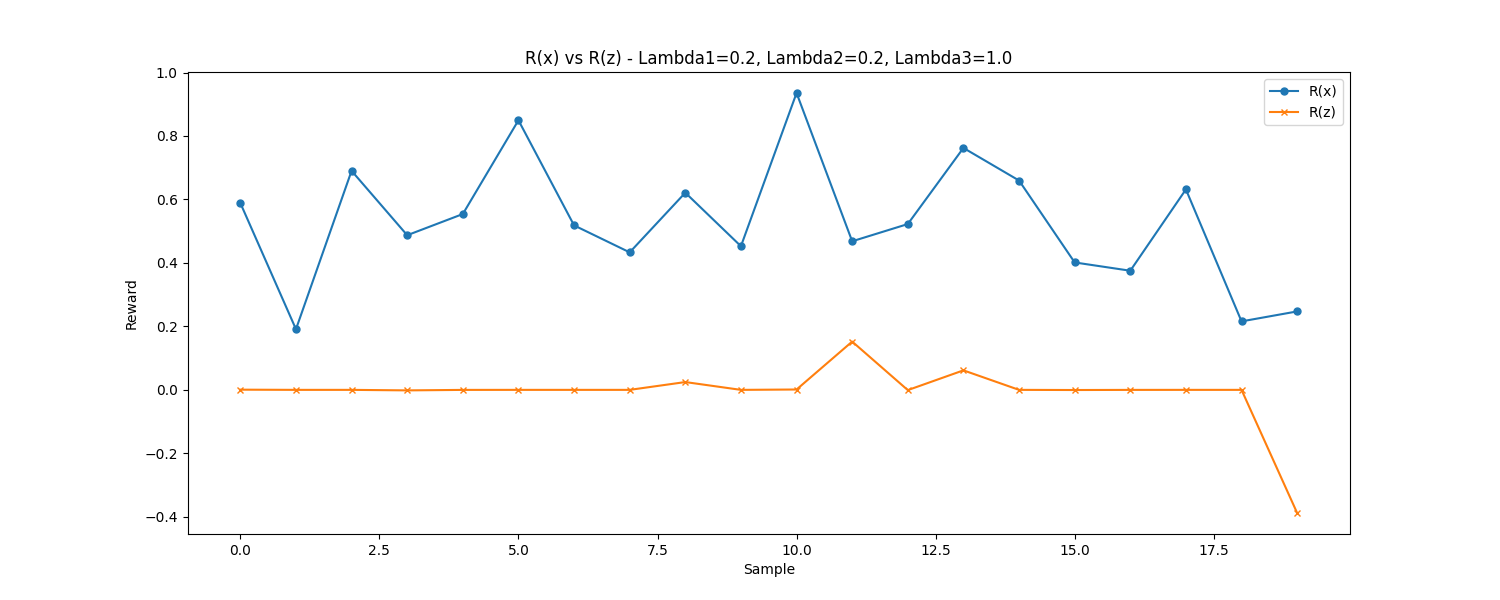 R(x) vs R(z) - Lambda1=0.2, Lambda2=0.2, Lambda3=1.0
R(x)
R(z)
Reward
1.0
0.8
0.6
0.4
0.2
0.0
−0.2
−0.4
0.0 2.5 5.0 7.5 10.0 12.5 15.0 17.5
Sample